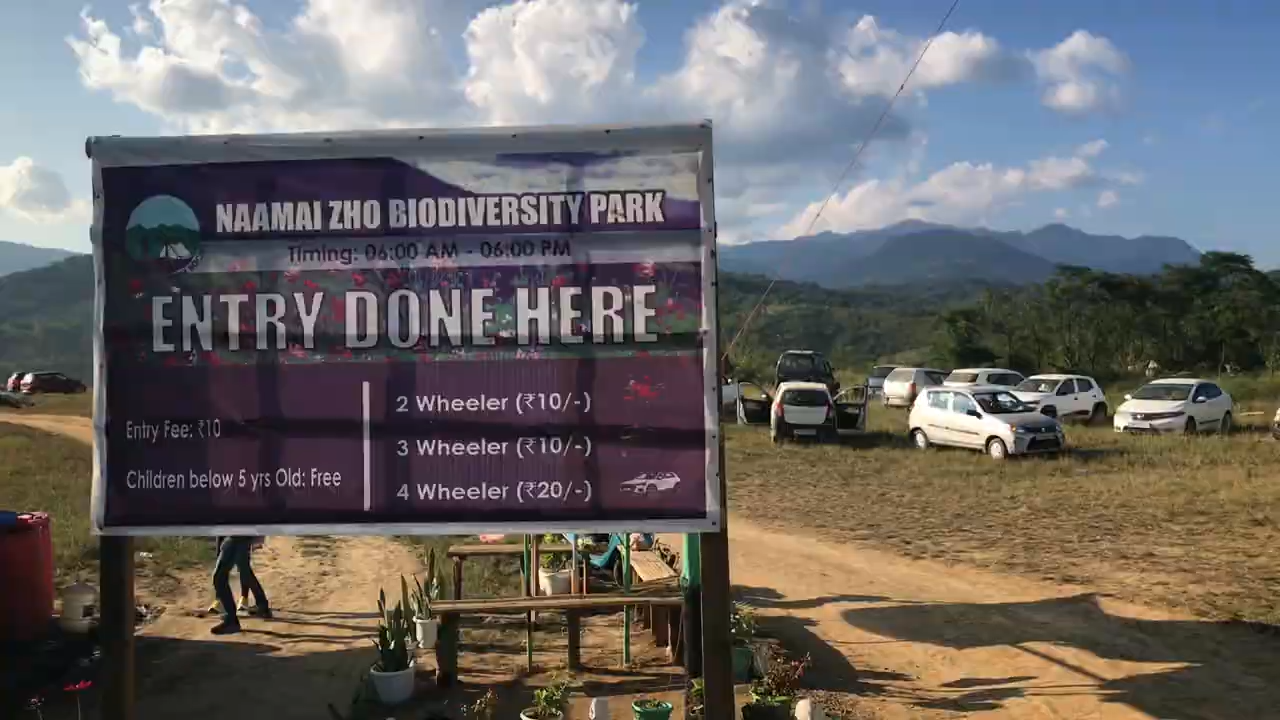 NAAMAI ZHO BIODIVERSITY PARK
Timing: 06:00 AM - 06:00 PM
ENTRY DONE HERE
Entry Fee: ₹10
Children below 5 yrs Old: Free
2 Wheeler (₹10/-)
3 Wheeler (₹10/-)
4 Wheeler (₹20/-)